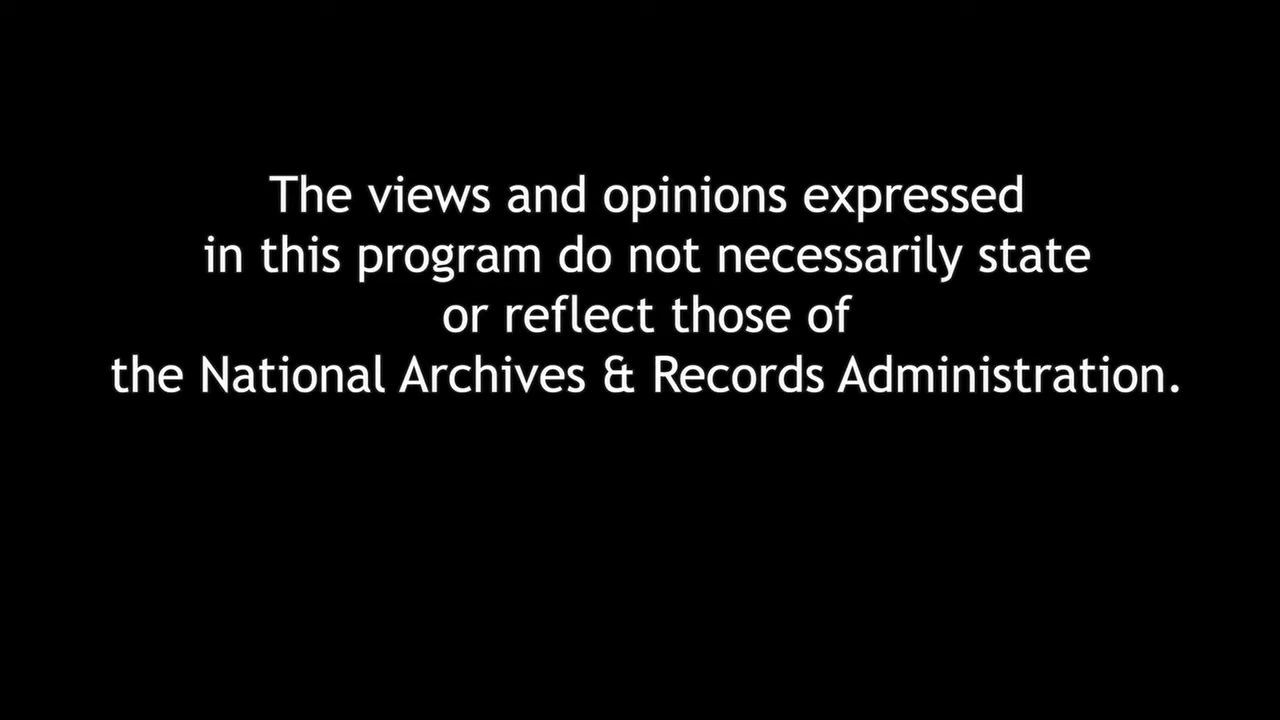 The views and opinions expressed
in this program do not necessarily state
or reflect those of
the National Archives & Records Administration.